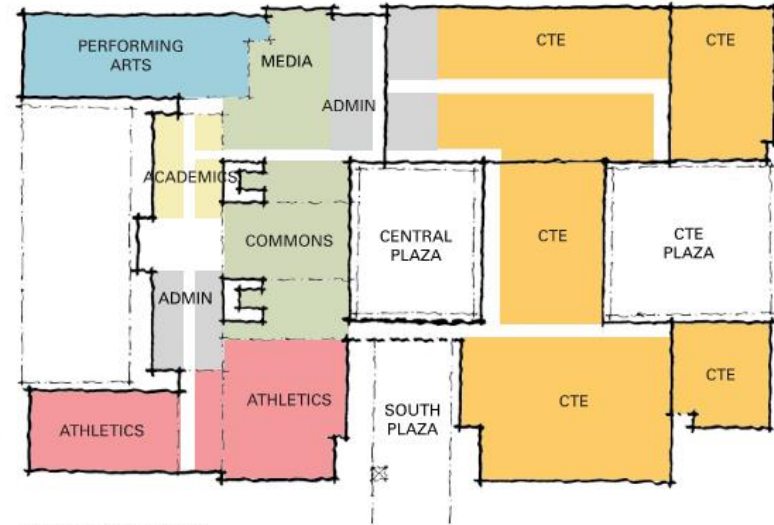 PERFORMING
ARTS
MEDIA
CTE
CTE
ADMIN
ACADEMICS
COMMONS
CENTRAL
PLAZA
CTE
CTE
PLAZA
ADMIN
ATHLETICS
ATHLETICS
SOUTH
PLAZA
CTE
CTE